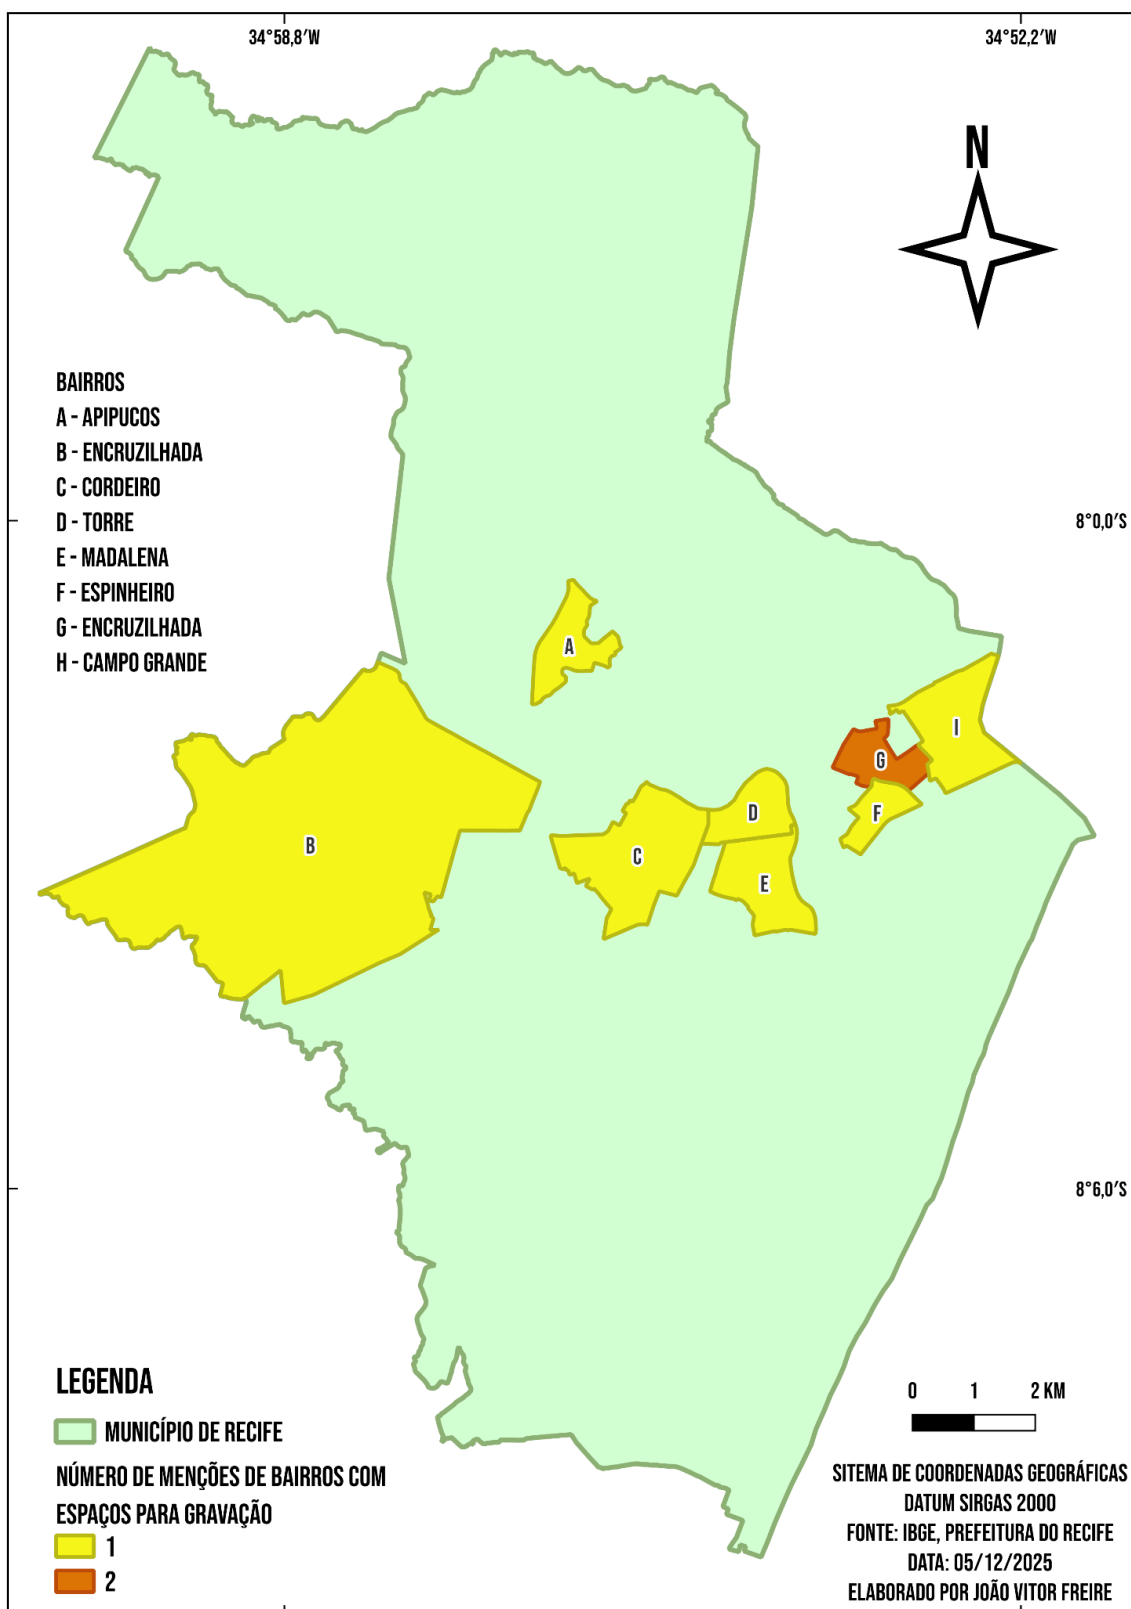 34°58,8'W
34°52,2'W
N
BAIRROS
A - APIPUCOS
B - ENCRUZILHADA
C - CORDEIRO
D - TORRE
E - MADALENA
F - ESPINHEIRO
G - ENCRUZILHADA
H - CAMPO GRANDE
8°0,0'S
A
I
G
D
F
B
C
E
8°6,0'S
LEGENDA
MUNICÍPIO DE RECIFE
NÚMERO DE MENÇÕES DE BAIRROS COM
ESPAÇOS PARA GRAVAÇÃO
1
2
0 1 2 KM
SITEMA DE COORDENADAS GEOGRÁFICAS
DATUM SIRGAS 2000
FONTE: IBGE, PREFEITURA DO RECIFE
DATA: 05/12/2025
ELABORADO POR JOÃO VITOR FREIRE